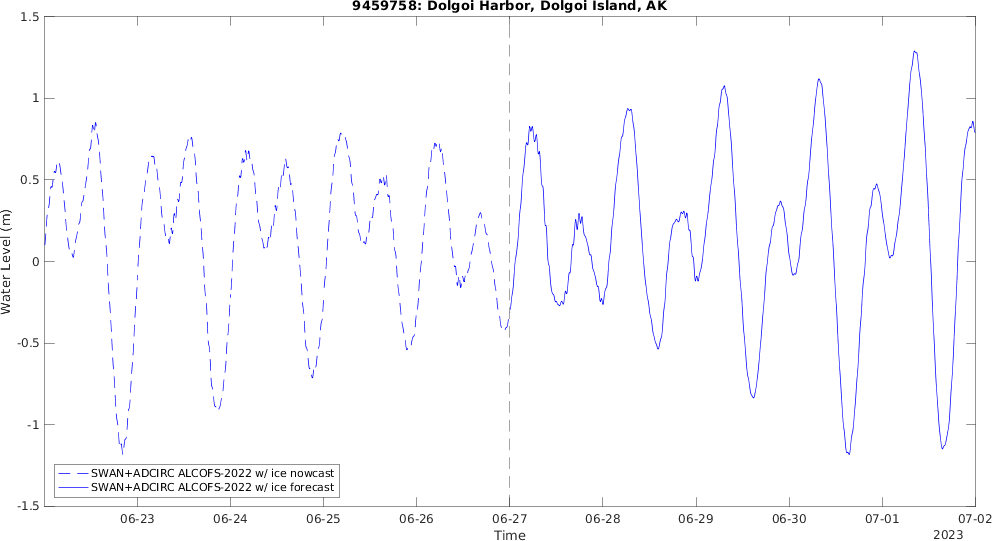 9459758: Dolgoi Harbor, Dolgoi Island, AK
1.5
1
0.5
0
-0.5
-1
-1.5
Water Level (m)
SWAN+ADCIRC ALCOFS-2022 w/ ice nowcast
SWAN+ADCIRC ALCOFS-2022 w/ ice forecast
06-23 06-24 06-25 06-26 06-27 06-28 06-29 06-30 07-01 07-02
Time
2023